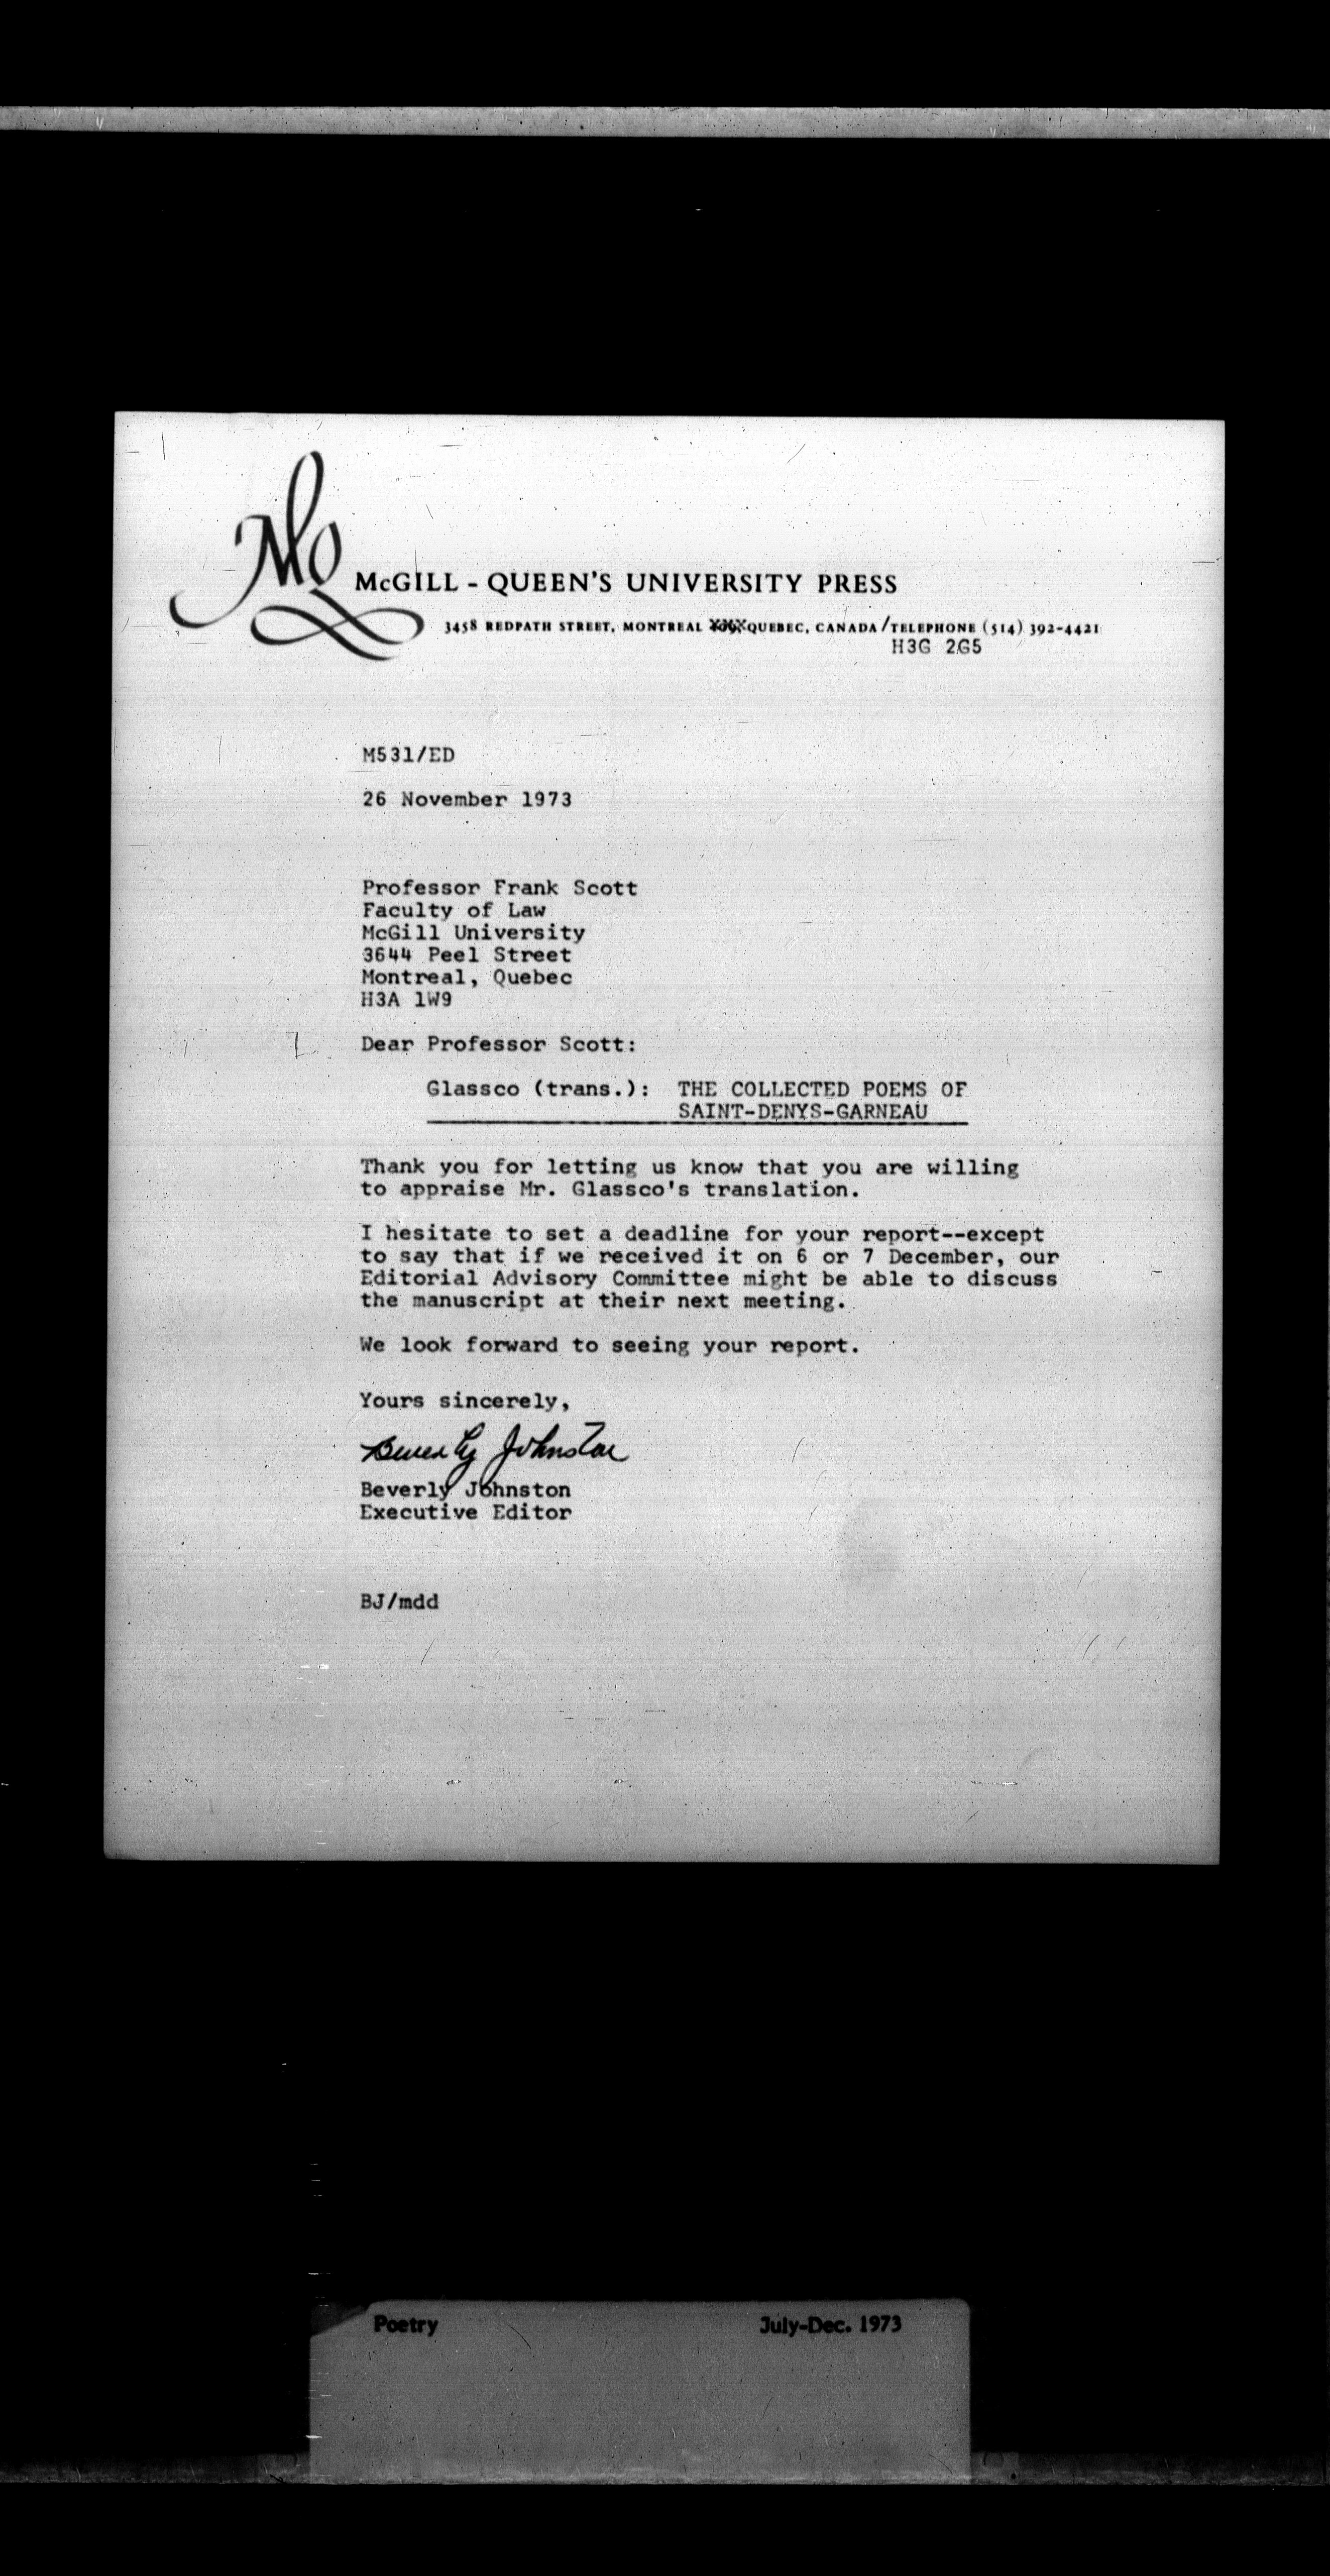 McGILL - QUEEN'S UNIVERSITY PRESS
3458 REDPATH STREET, MONTREAL QUEBEC, CANADA/TELEPHONE (514) 392-4421
H3G 2G5
M531/ED
26 November 1973
Professor Frank Scott
Faculty of Law
McGill University
3644 Peel Street
Montreal, Quebec
H3A 1W9
Dear Professor Scott:
Glassco (trans.): THE COLLECTED POEMS OF
SAINT-DENYS-GARNEAU
Thank you for letting us know that you are willing
to appraise Mr. Glassco's translation.
I hesitate to set a deadline for your report--except
to say that if we received it on 6 or 7 December, our
Editorial Advisory Committee might be able to discuss
the manuscript at their next meeting.
We look forward to seeing your report.
Yours sincerely,
Beverly Johnston
Beverly Johnston
Executive Editor
BJ/mdd
Poetry July-Dec. 1973